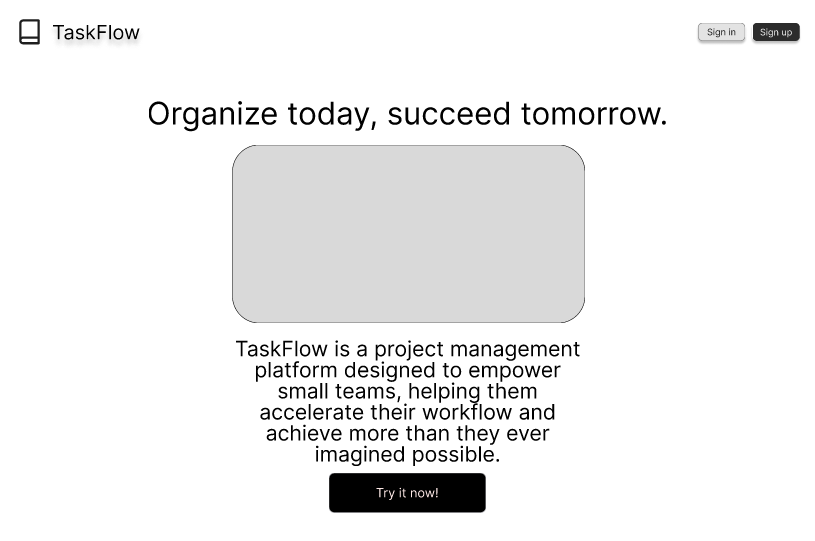 TaskFlow
Sign in
Sign up
Organize today, succeed tomorrow.
TaskFlow is a project management
platform designed to empower
small teams, helping them
accelerate their workflow and
achieve more than they ever
imagined possible.
Try it now!